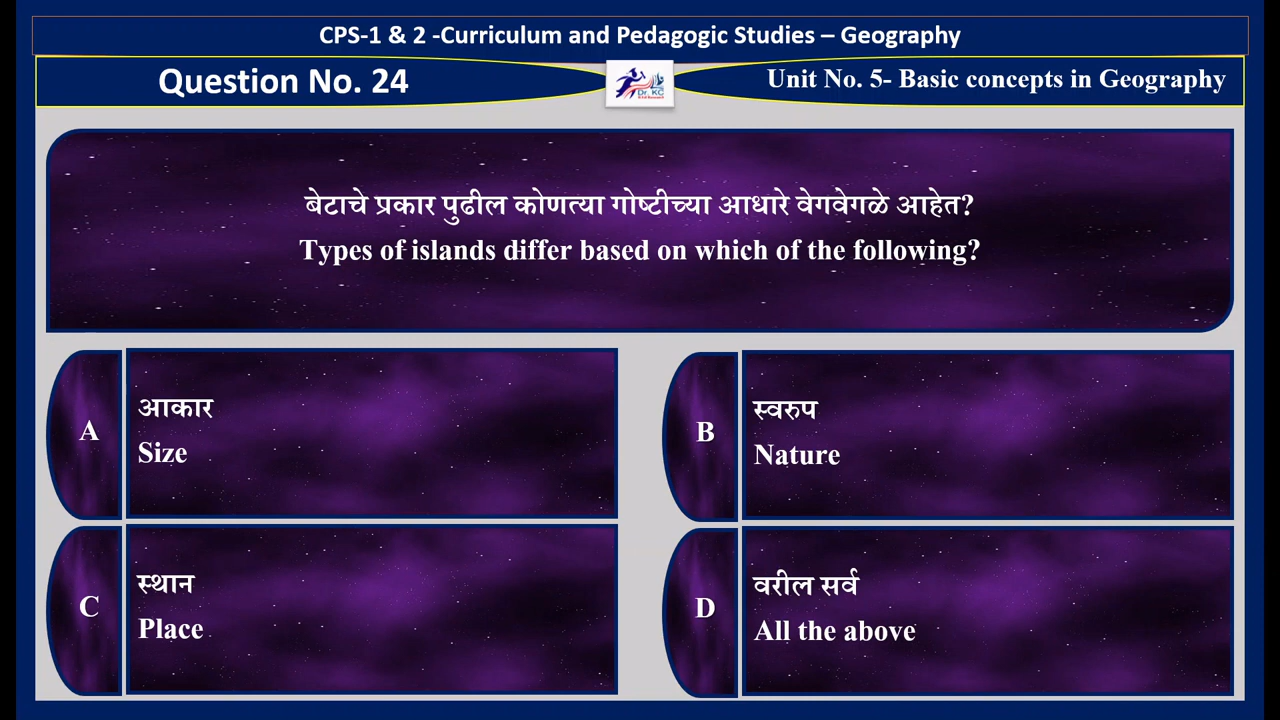 CPS-1 & 2 -Curriculum and Pedagogic Studies – Geography
Question No. 24
Dr. KC
Unit No. 5- Basic concepts in Geography
बेटाचे प्रकार पुढील कोणत्या गोष्टीच्या आधारे वेगवेगळे आहेत?
Types of islands differ based on which of the following?
A
आकार
Size
B
स्वरुप
Nature
C
स्थान
Place
D
वरील सर्व
All the above